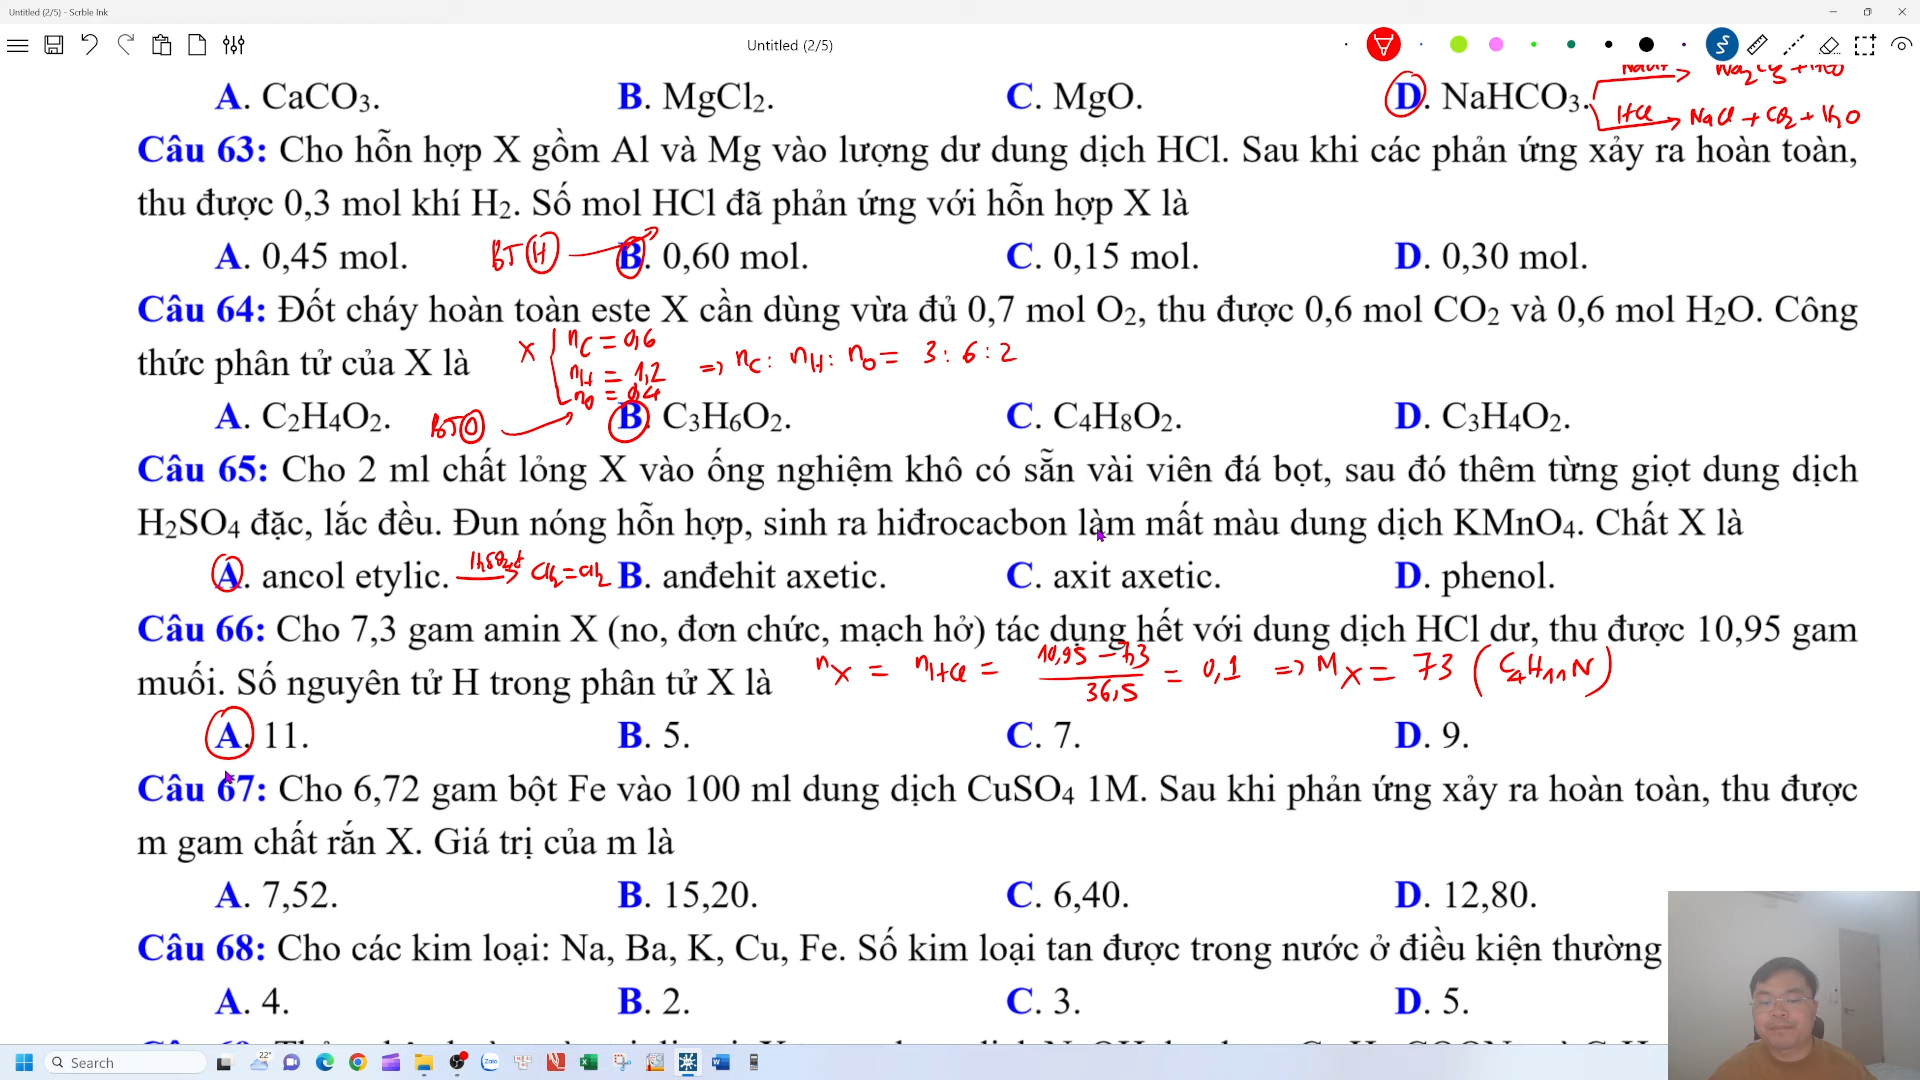 Untitled (2/5) - Scrble Ink
Untitled (2/5)
A. CaCO3. B. MgCl2. C. MgO. D. NaHCO3.
HCl → NaCl + CO2 + H2O
Câu 63: Cho hỗn hợp X gồm Al và Mg vào lượng dư dung dịch HCl. Sau khi các phản ứng xảy ra hoàn toàn,
thu được 0,3 mol khí H2. Số mol HCl đã phản ứng với hỗn hợp X là
BT H →
A. 0,45 mol. B. 0,60 mol. C. 0,15 mol. D. 0,30 mol.
Câu 64: Đốt cháy hoàn toàn este X cần dùng vừa đủ 0,7 mol O2, thu được 0,6 mol CO2 và 0,6 mol H2O. Công
thức phân tử của X là
X { nC = 0,6
nH = 1,2 => nC : nH : nO = 3 : 6 : 2
nO = 0,4
BT O →
A. C2H4O2. B. C3H6O2. C. C4H8O2. D. C3H4O2.
Câu 65: Cho 2 ml chất lỏng X vào ống nghiệm khô có sẵn vài viên đá bọt, sau đó thêm từng giọt dung dịch
H2SO4 đặc, lắc đều. Đun nóng hỗn hợp, sinh ra hiđrocacbon làm mất màu dung dịch KMnO4. Chất X là
A. ancol etylic. → CH2=CH2 B. anđehit axetic. C. axit axetic. D. phenol.
Câu 66: Cho 7,3 gam amin X (no, đơn chức, mạch hở) tác dụng hết với dung dịch HCl dư, thu được 10,95 gam
muối. Số nguyên tử H trong phân tử X là
nX = nHCl = (10,95 - 7,3)/36,5 = 0,1 => MX = 73 (C4H11N)
A. 11. B. 5. C. 7. D. 9.
Câu 67: Cho 6,72 gam bột Fe vào 100 ml dung dịch CuSO4 1M. Sau khi phản ứng xảy ra hoàn toàn, thu được
m gam chất rắn X. Giá trị của m là
A. 7,52. B. 15,20. C. 6,40. D. 12,80.
Câu 68: Cho các kim loại: Na, Ba, K, Cu, Fe. Số kim loại tan được trong nước ở điều kiện thường
A. 4. B. 2. C. 3. D. 5.
Search
22°
Zalo